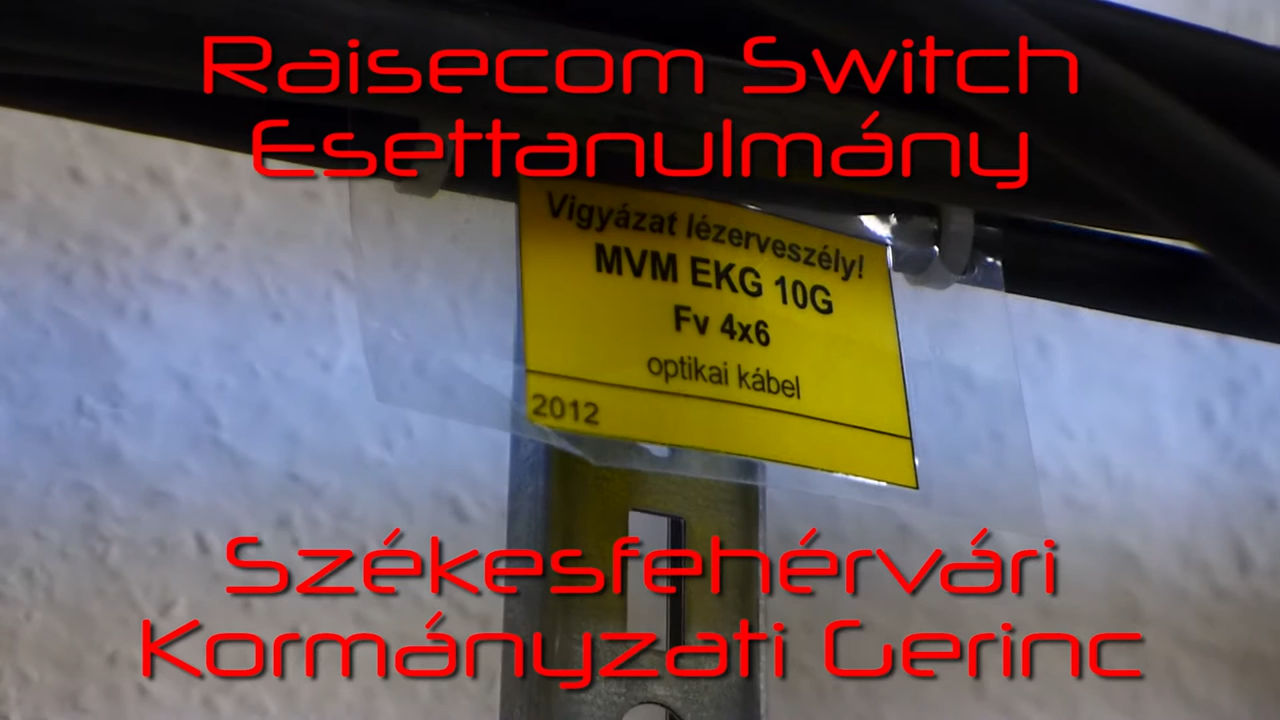 Raisecom Switch
Esettanulmány
Vigyázat lézerveszély!
MVM EKG 10G
Fv 4x6
optikai kábel
2012
Székesfehérvári
Kormányzati Gerinc